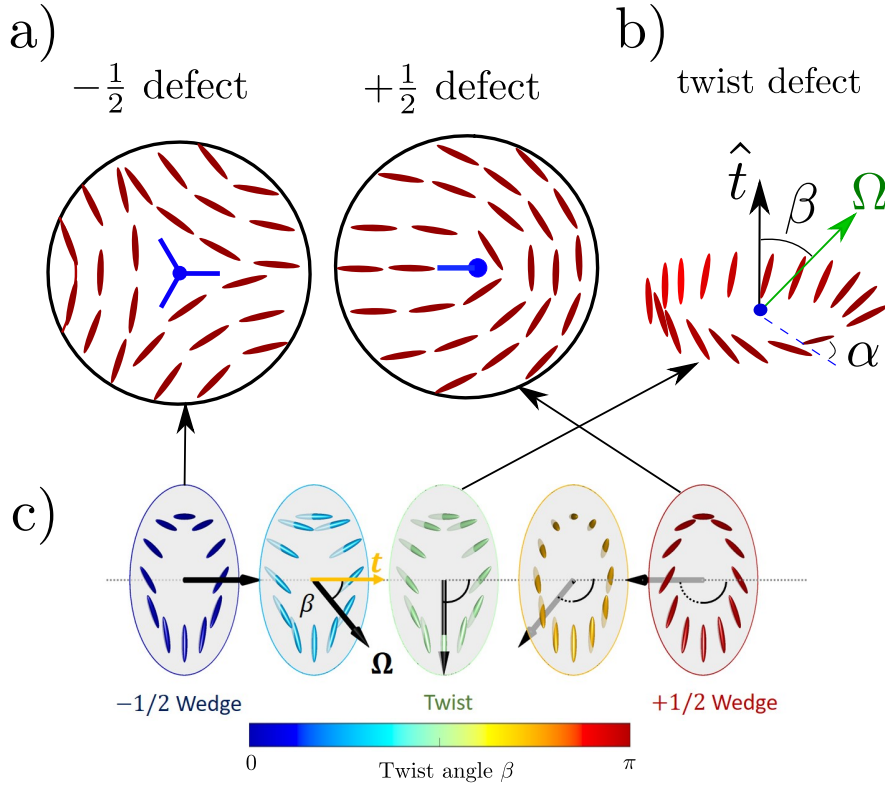 a)
b)
−1/2 defect
+1/2 defect
twist defect
t̂
β
Ω
α
c)
t
β
Ω
−1/2 Wedge
Twist
+1/2 Wedge
0
Twist angle β
π